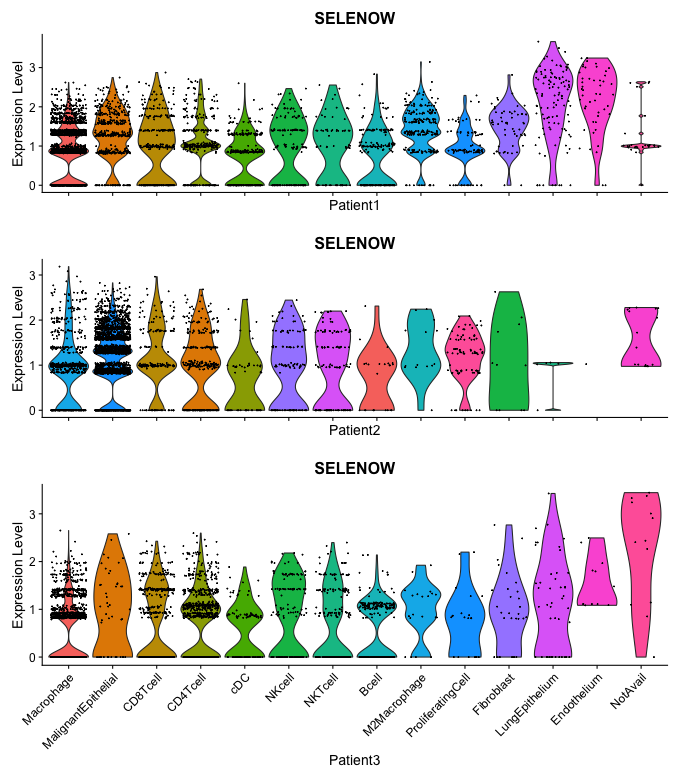 SELENOW
Expression Level
3
2
1
0
Patient1
SELENOW
Expression Level
3
2
1
0
Patient2
SELENOW
Expression Level
3
2
1
0
Macrophage
MalignantEpithelial
CD8Tcell
CD4Tcell
cDC
NKcell
NKTcell
Bcell
M2Macrophage
ProliferatingCell
Fibroblast
LungEpithelium
Endothelium
NotAvail
Patient3